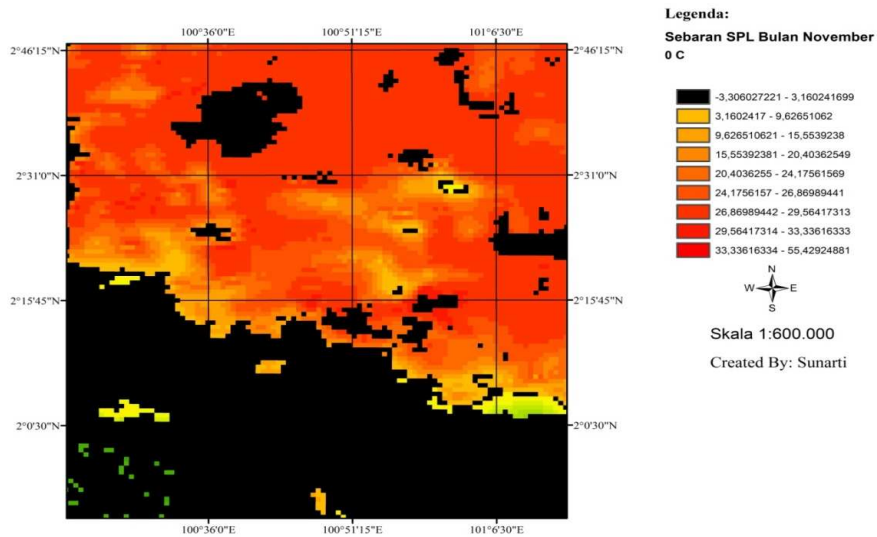 100°36'0"E 100°51'15"E 101°6'30"E
2°46'15"N 2°46'15"N
2°31'0"N 2°31'0"N
2°15'45"N 2°15'45"N
2°0'30"N 2°0'30"N
100°36'0"E 100°51'15"E 101°6'30"E
Legenda:
Sebaran SPL Bulan November
0 C
-3,306027221 - 3,160241699
3,1602417 - 9,62651062
9,626510621 - 15,5539238
15,55392381 - 20,40362549
20,4036255 - 24,17561569
24,1756157 - 26,86989441
26,86989442 - 29,56417313
29,56417314 - 33,33616333
33,33616334 - 55,42924881
N
W E
S
Skala 1:600.000
Created By: Sunarti